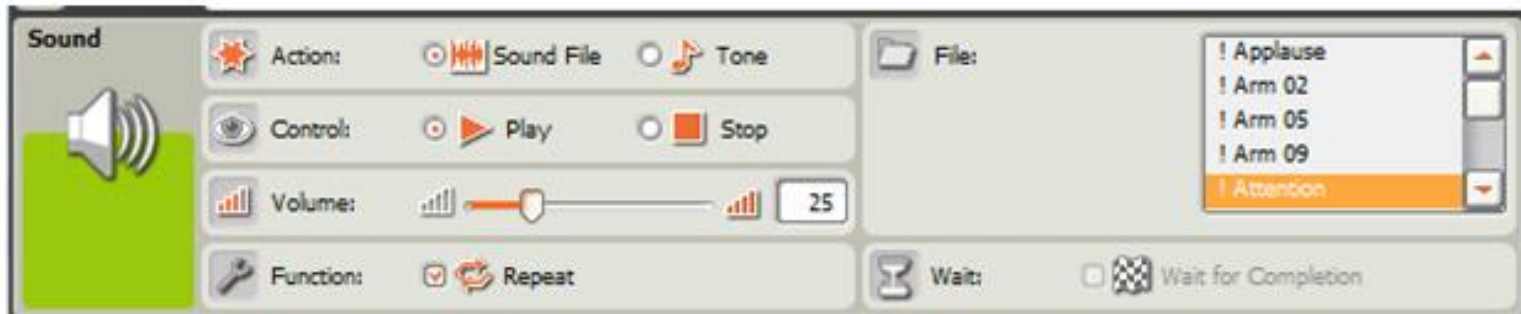 Sound
Action: Sound File Tone
Control: Play Stop
Volume: 25
Function: Repeat
File: ! Applause
! Arm 02
! Arm 05
! Arm 09
! Attention
Wait: Wait for Completion